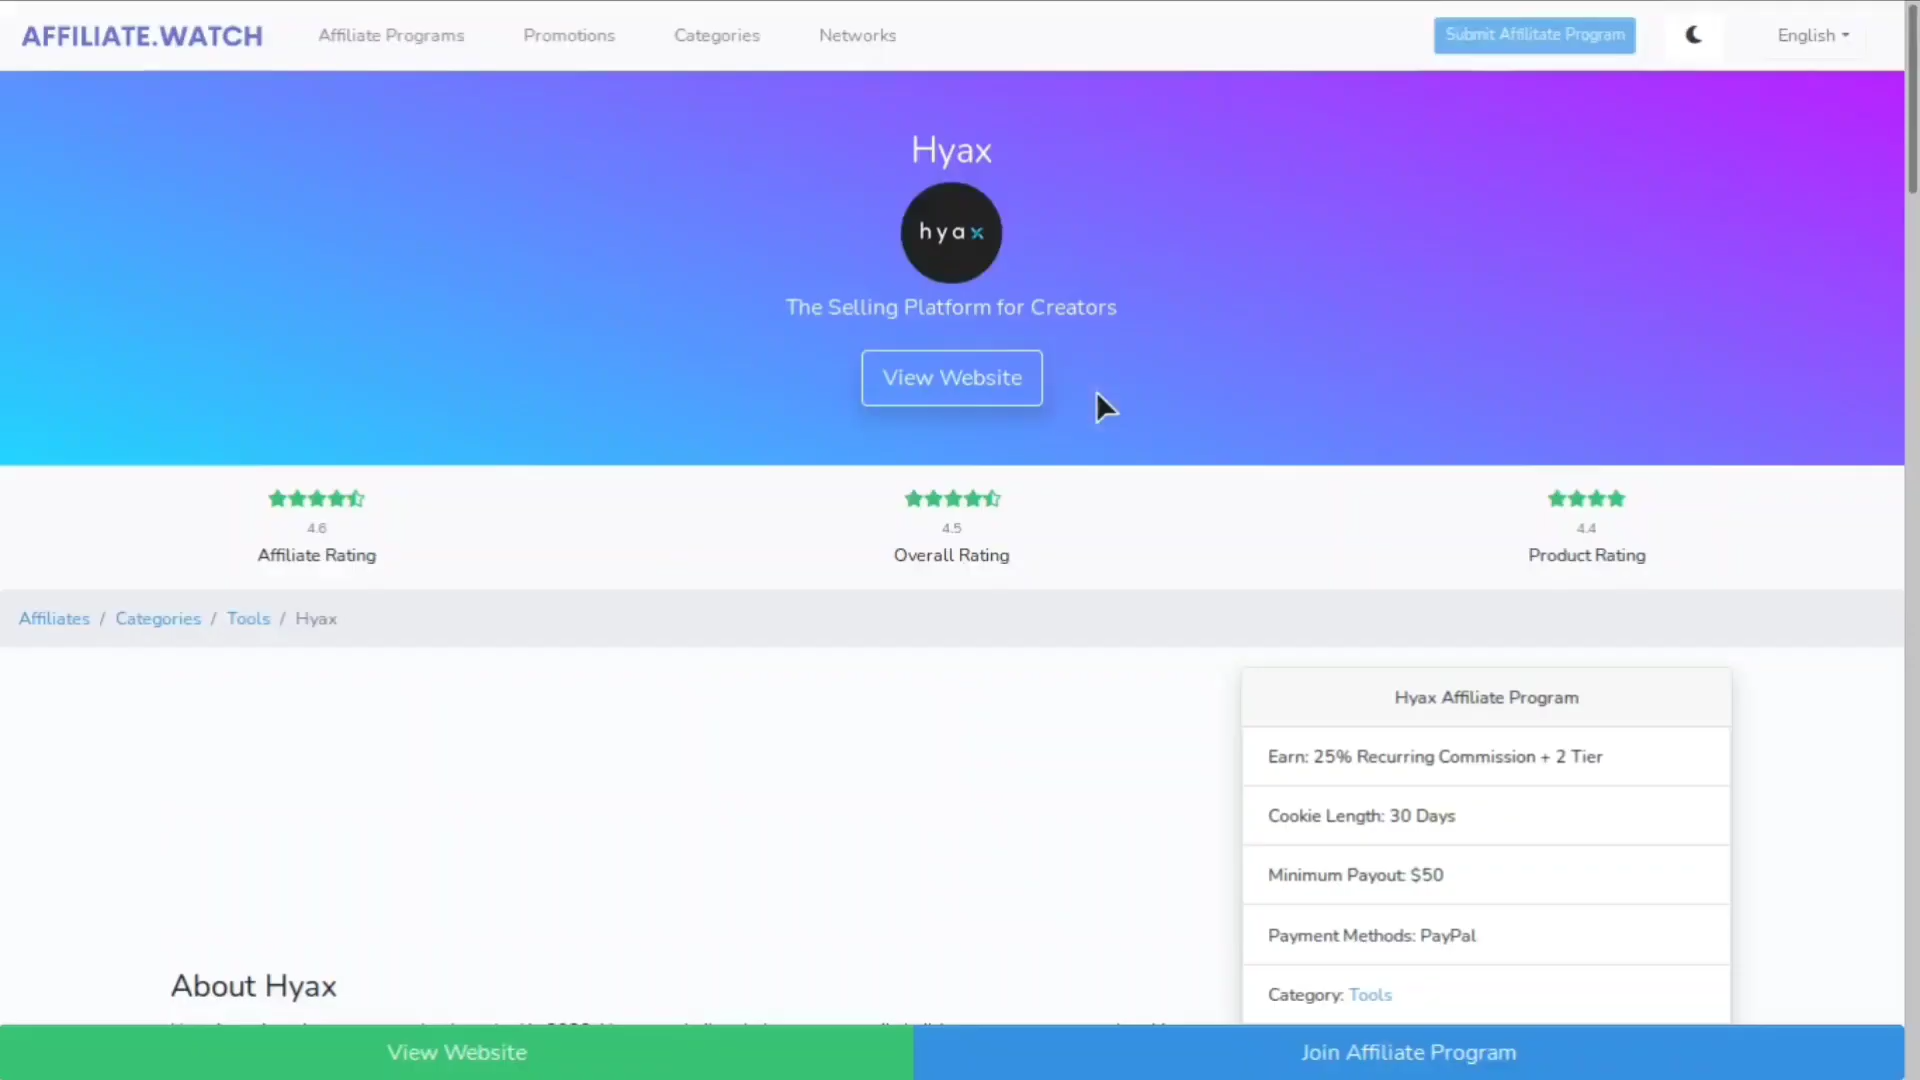 AFFILIATE.WATCH Affiliate Programs Promotions Categories Networks Submit Affilitate Program English
Hyax
hyax
The Selling Platform for Creators
View Website
4.6
Affiliate Rating
4.5
Overall Rating
4.4
Product Rating
Affiliates / Categories / Tools / Hyax
Hyax Affiliate Program
Earn: 25% Recurring Commission + 2 Tier
Cookie Length: 30 Days
Minimum Payout: $50
Payment Methods: PayPal
Category: Tools
About Hyax
View Website
Join Affiliate Program